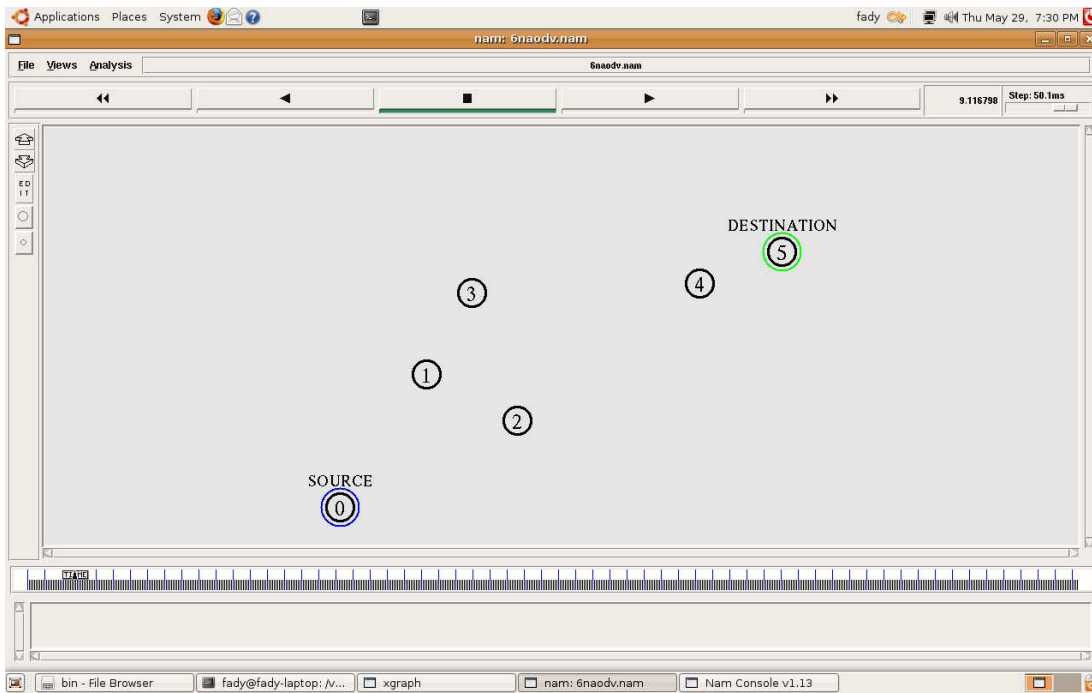 Applications Places System fady Thu May 29, 7:30 PM
nam: 6naodv.nam
File Views Analysis 6naodv.nam
9.116798 Step: 50.1ms
E D
I T
DESTINATION
5
4
3
1
2
SOURCE
0
TIME
bin - File Browser fady@fady-laptop: /v... xgraph nam: 6naodv.nam Nam Console v1.13